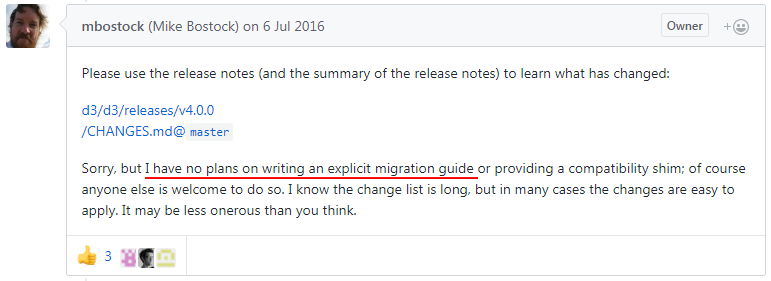 mbostock (Mike Bostock) on 6 Jul 2016 Owner +
Please use the release notes (and the summary of the release notes) to learn what has changed:
d3/d3/releases/v4.0.0
/CHANGES.md@ master
Sorry, but I have no plans on writing an explicit migration guide or providing a compatibility shim; of course
anyone else is welcome to do so. I know the change list is long, but in many cases the changes are easy to
apply. It may be less onerous than you think.
3